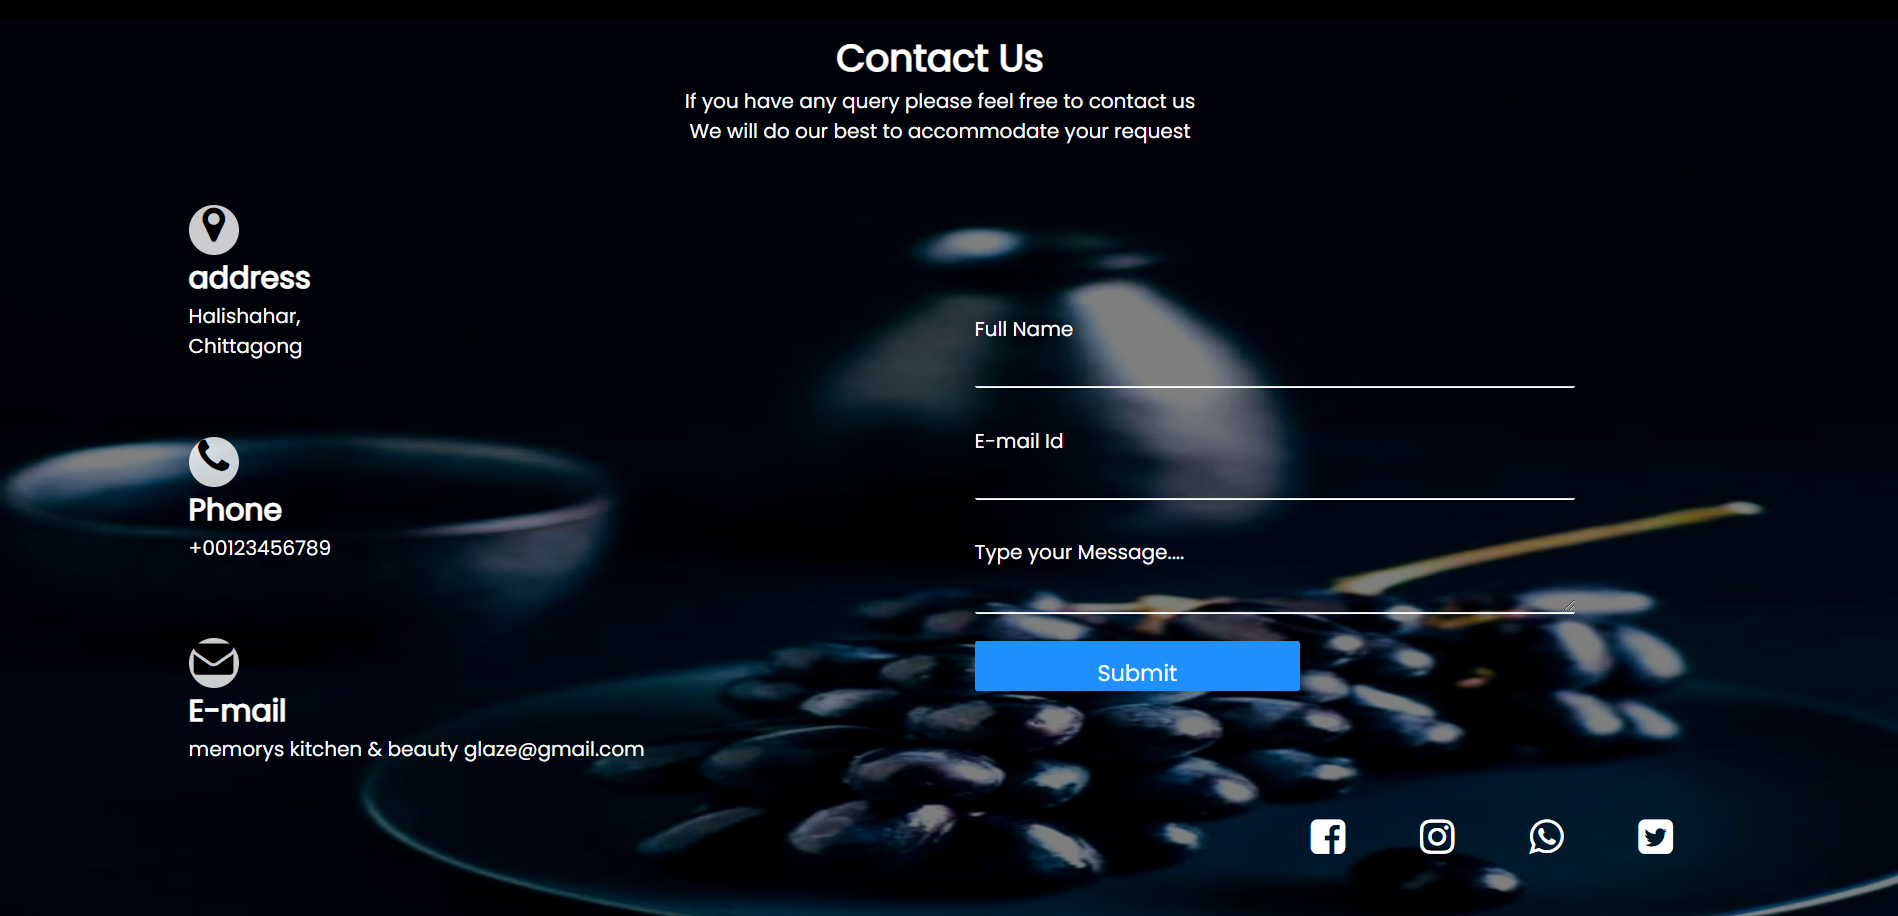 Contact Us
If you have any query please feel free to contact us
We will do our best to accommodate your request
address
Halishahar,
Chittagong
Phone
+00123456789
E-mail
memorys kitchen & beauty glaze@gmail.com
Full Name
E-mail Id
Type your Message....
Submit